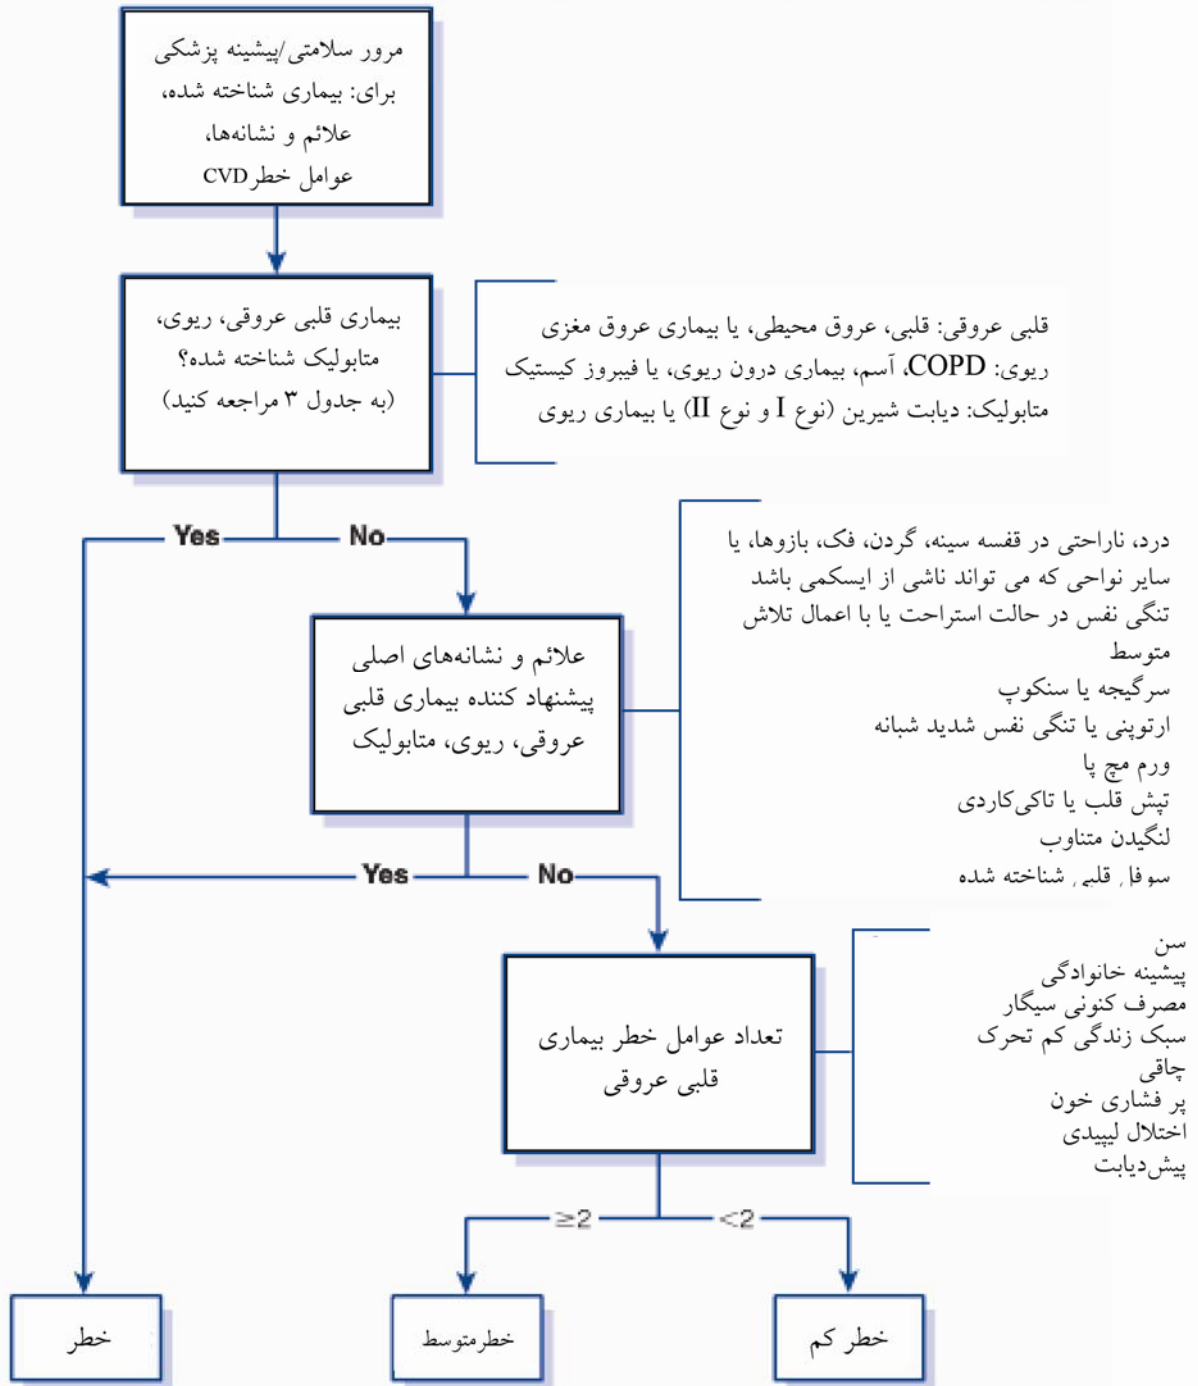 مرور سلامتی/پیشینه پزشکی
برای: بیماری شناخته شده،
علائم و نشانه‌ها،
عوامل خطر CVD
بیماری قلبی عروقی، ریوی،
متابولیک شناخته شده؟
(به جدول ۳ مراجعه کنید)
قلبی عروقی: قلبی، عروق محیطی، یا بیماری عروق مغزی
ریوی: COPD، آسم، بیماری درون ریوی، یا فیبروز کیستیک
متابولیک: دیابت شیرین (نوع I و نوع II) یا بیماری ریوی
Yes
No
علائم و نشانه‌های اصلی
پیشنهاد کننده بیماری قلبی
عروقی، ریوی، متابولیک
درد، ناراحتی در قفسه سینه، گردن، فک، بازوها، یا
سایر نواحی که می تواند ناشی از ایسکمی باشد
تنگی نفس در حالت استراحت یا با اعمال تلاش
متوسط
سرگیجه یا سنکوپ
ارتوپنی یا تنگی نفس شدید شبانه
ورم مچ پا
تپش قلب یا تاکی‌کاردی
لنگیدن متناوب
سوفل قلبی شناخته شده
Yes
No
تعداد عوامل خطر بیماری
قلبی عروقی
سن
پیشینه خانوادگی
مصرف کنونی سیگار
سبک زندگی کم تحرک
چاقی
پر فشاری خون
اختلال لیپیدی
پیش‌دیابت
≥2
<2
خطر
خطر متوسط
خطر کم